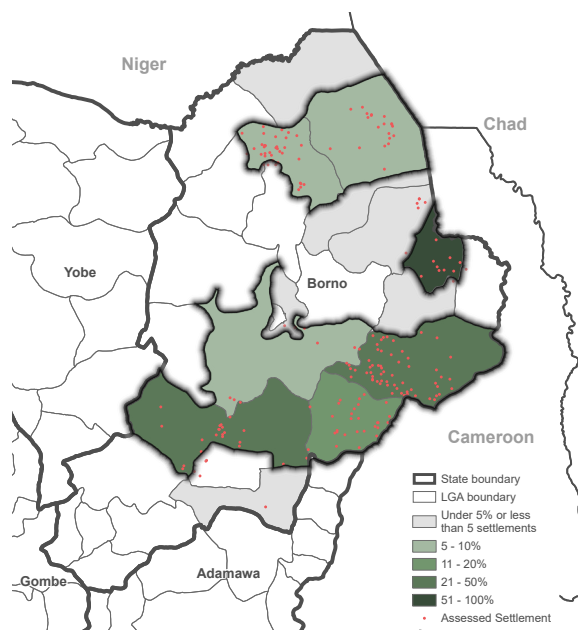 Niger
Chad
Yobe
Borno
Cameroon
State boundary
LGA boundary
Under 5% or less
than 5 settlements
5 - 10%
11 - 20%
21 - 50%
51 - 100%
Assessed Settlement
Gombe
Adamawa